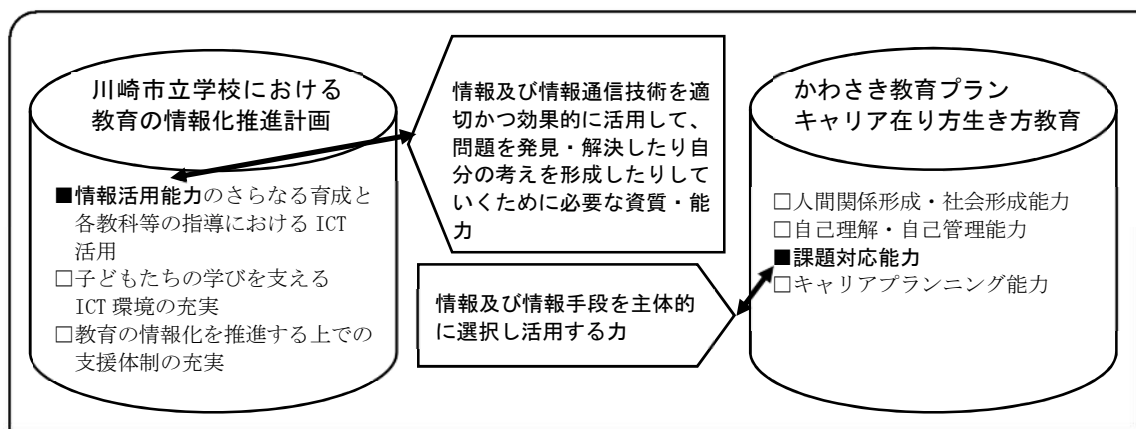 川崎市立学校における
教育の情報化推進計画
■情報活用能力のさらなる育成と
各教科等の指導における ICT
活用
□子どもたちの学びを支える
ICT 環境の充実
□教育の情報化を推進する上での
支援体制の充実
情報及び情報通信技術を適
切かつ効果的に活用して、
問題を発見・解決したり自
分の考えを形成したりして
いくために必要な資質・能
力
情報及び情報手段を主体的
に選択し活用する力
かわさき教育プラン
キャリア在り方生き方教育
□人間関係形成・社会形成能力
□自己理解・自己管理能力
■課題対応能力
□キャリアプランニング能力